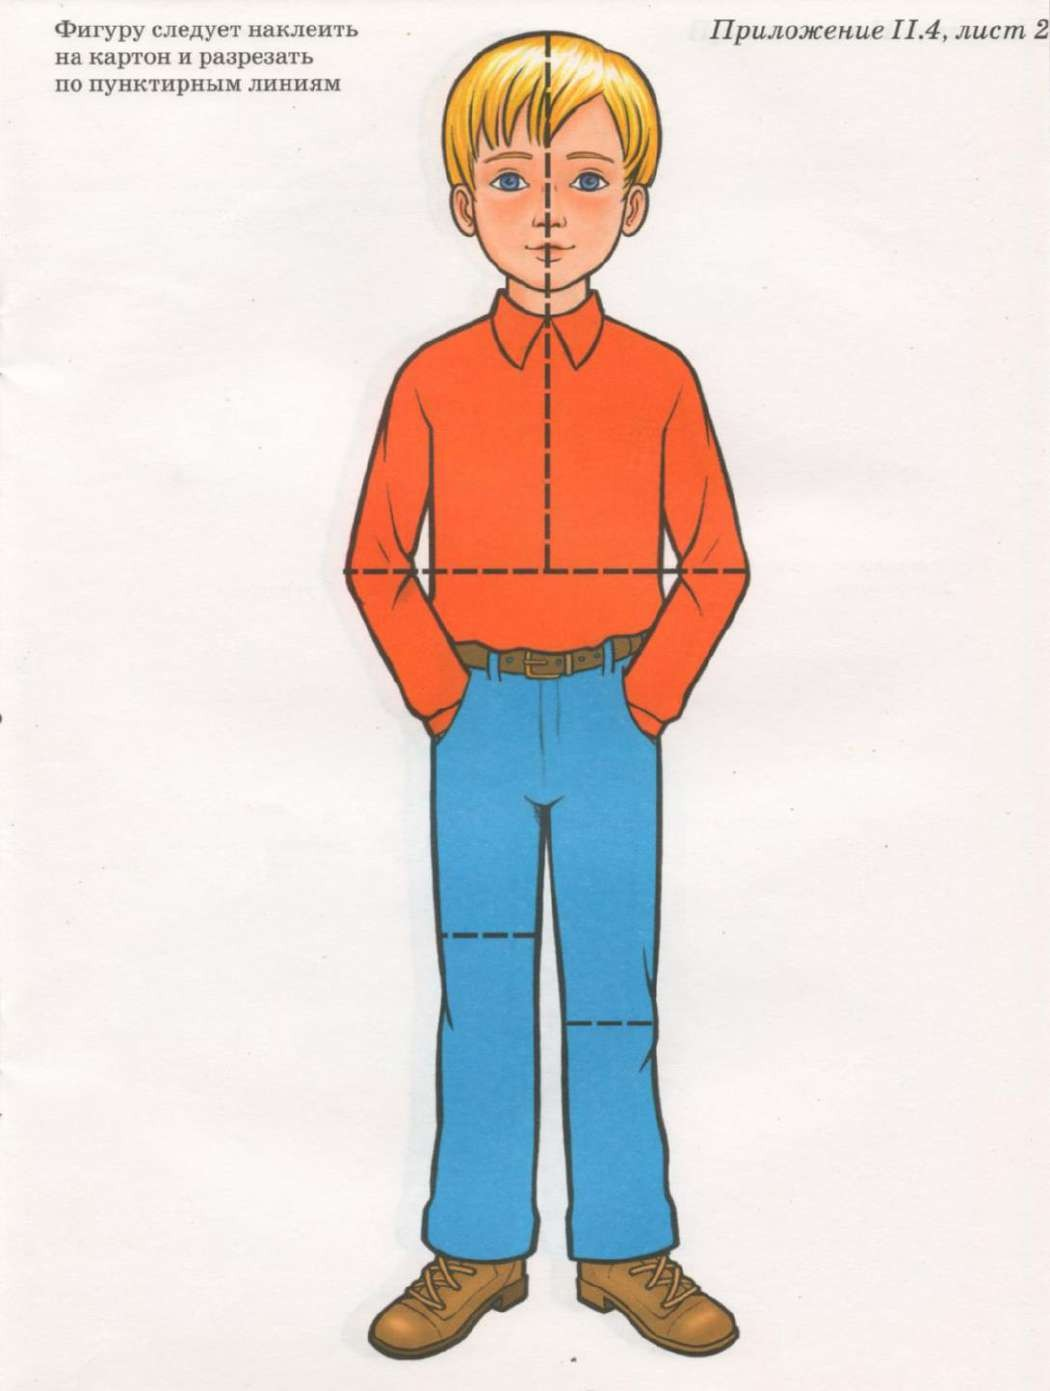 Фигуру следует наклеить
на картон и разрезать
по пунктирным линиям
Приложение II.4, лист 2